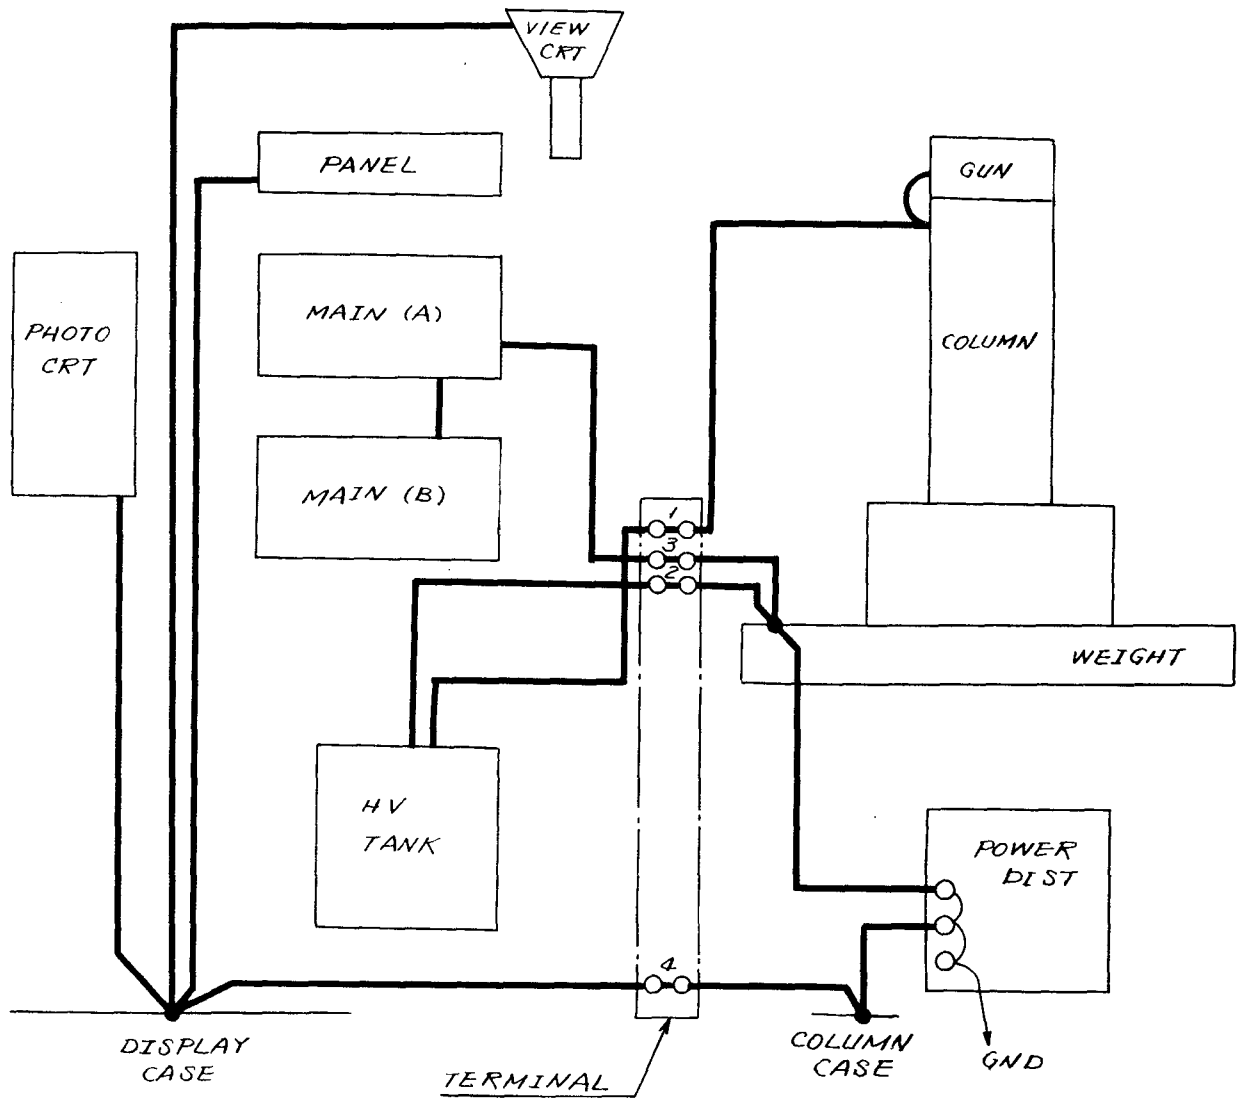 VIEW
CRT
PANEL
GUN
MAIN (A)
PHOTO
CRT
COLUMN
MAIN (B)
1
3
2
WEIGHT
HV
TANK
POWER
DIST
4
DISPLAY
CASE
TERMINAL
COLUMN
CASE
GND